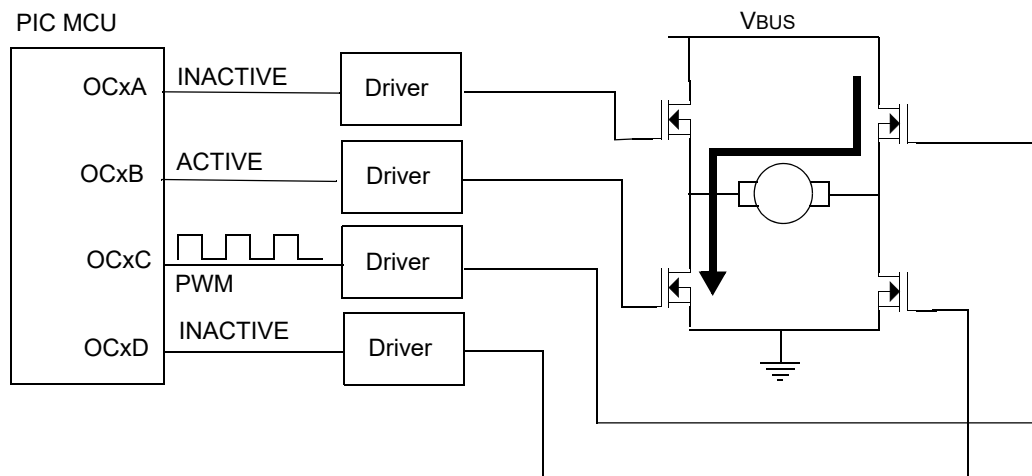 PIC MCU
VBUS
OCxA
INACTIVE
Driver
OCxB
ACTIVE
Driver
OCxC
PWM
Driver
OCxD
INACTIVE
Driver